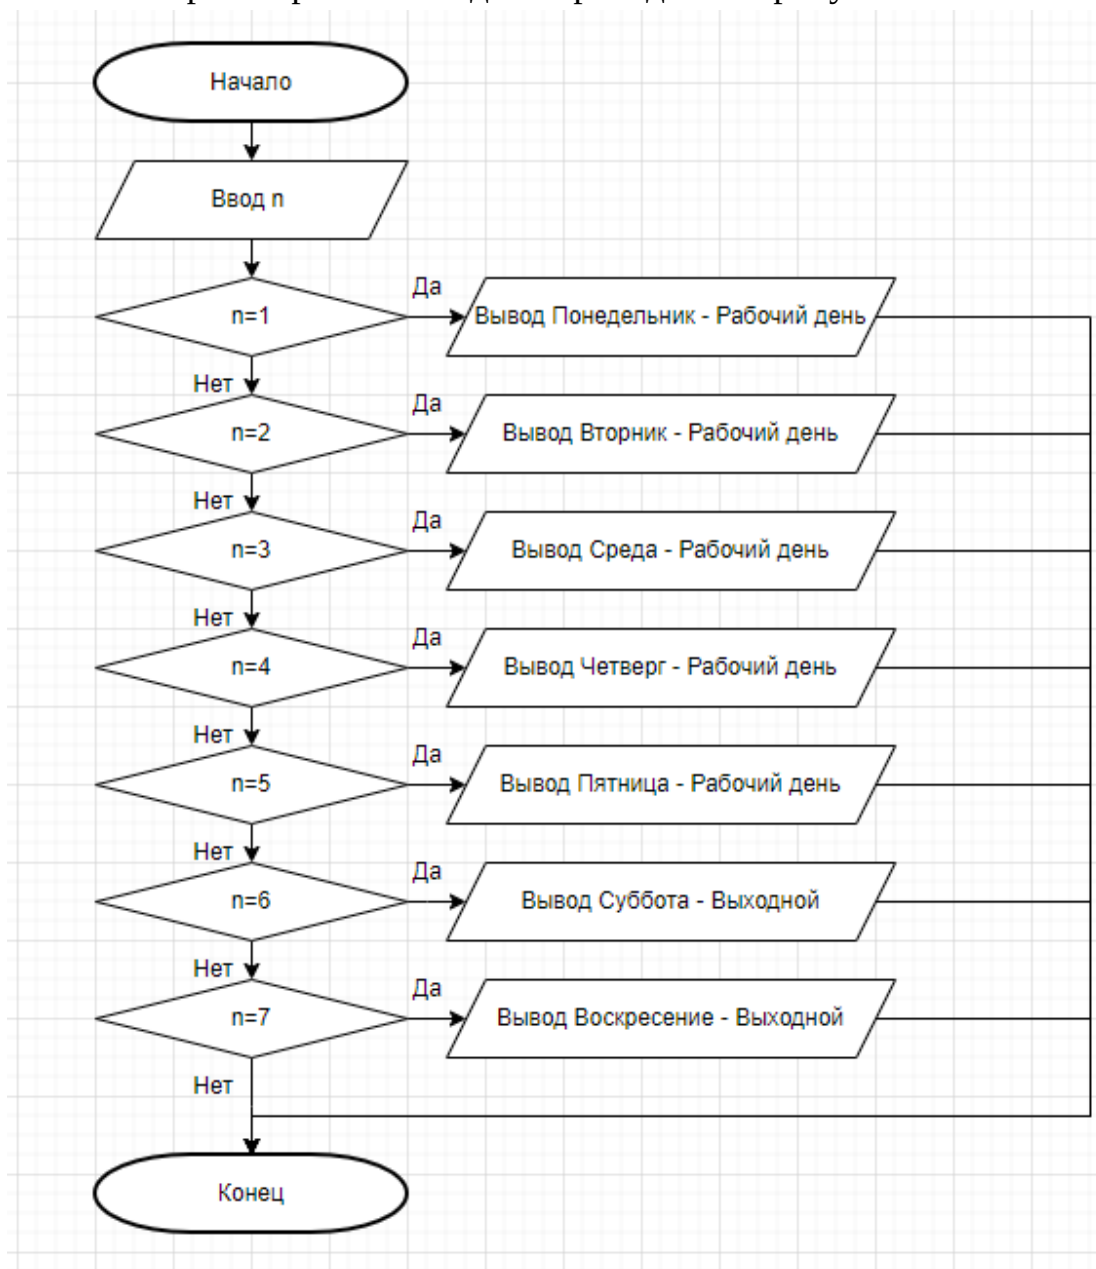 Начало
Ввод n
n=1
Да
Вывод Понедельник - Рабочий день
Нет
n=2
Да
Вывод Вторник - Рабочий день
Нет
n=3
Да
Вывод Среда - Рабочий день
Нет
n=4
Да
Вывод Четверг - Рабочий день
Нет
n=5
Да
Вывод Пятница - Рабочий день
Нет
n=6
Да
Вывод Суббота - Выходной
Нет
n=7
Да
Вывод Воскресение - Выходной
Нет
Конец